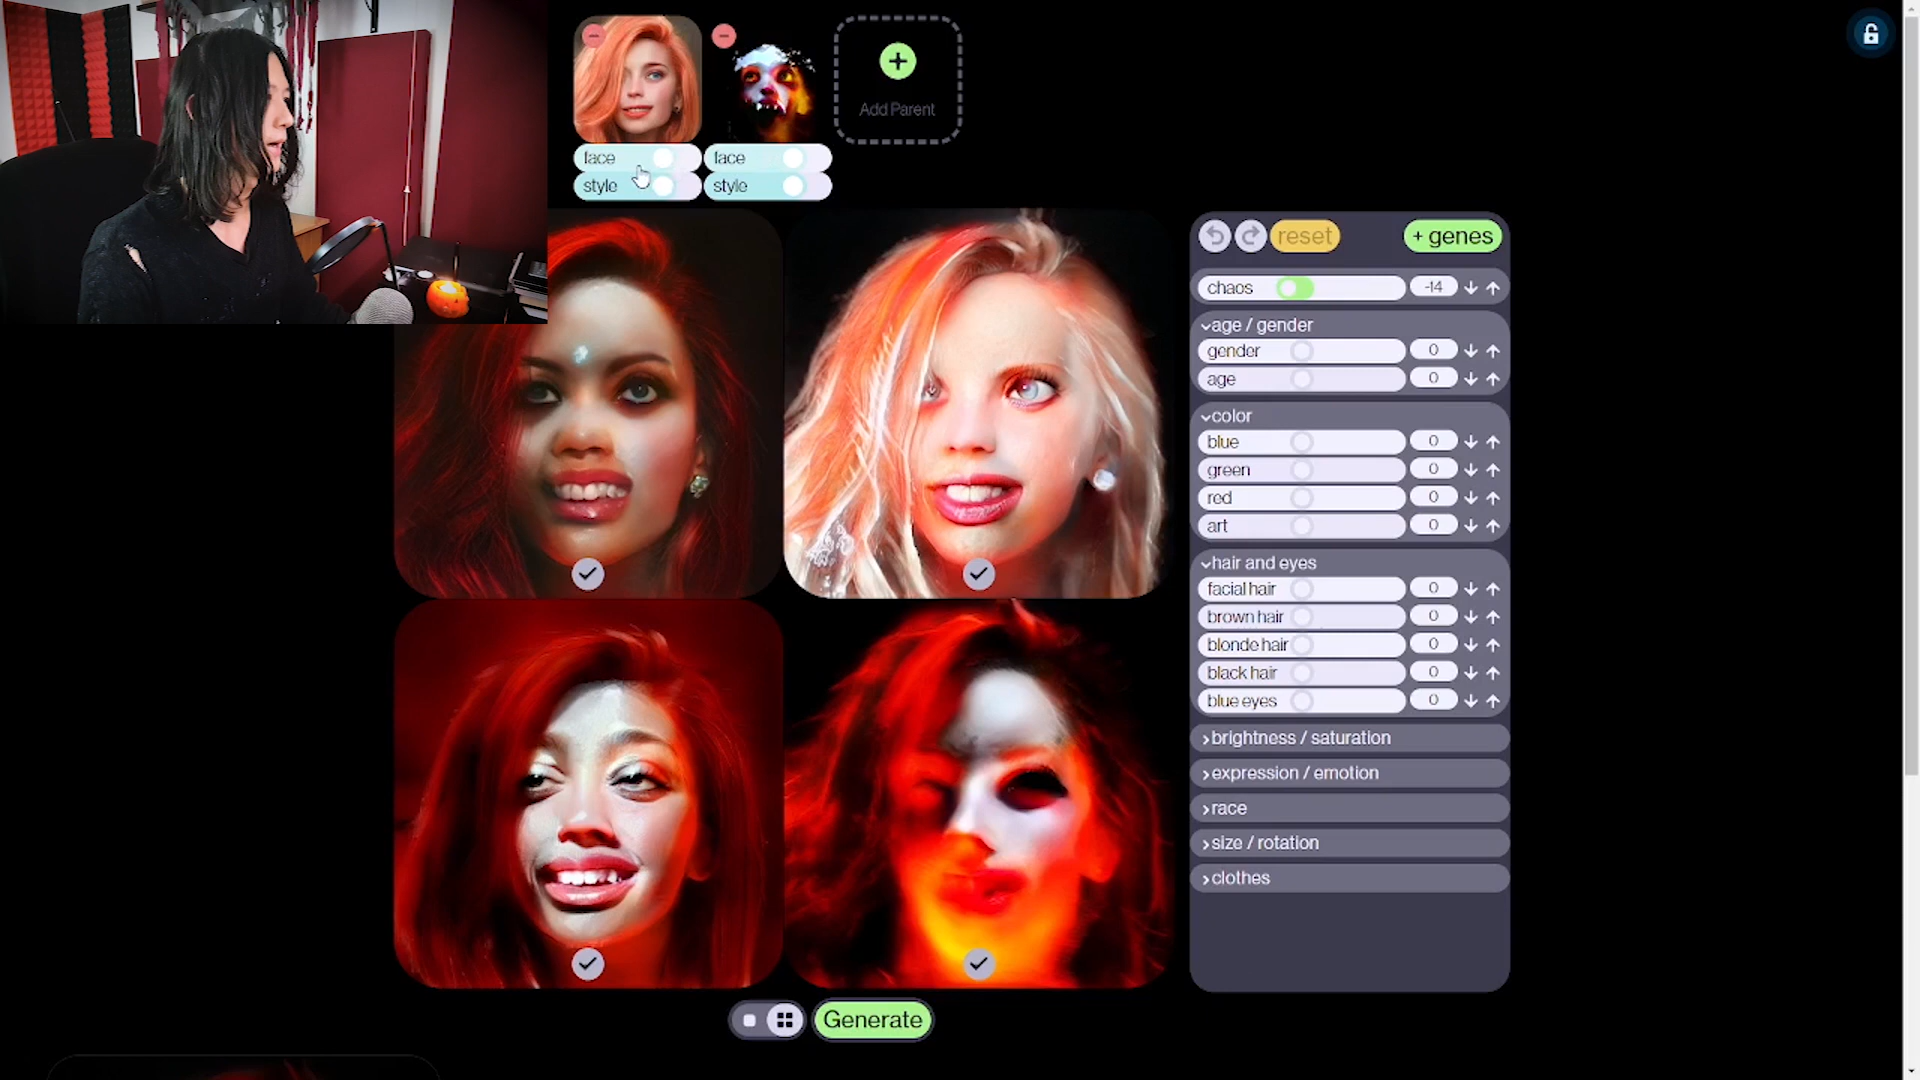 Add Parent
face
face
style
style
reset
+ genes
chaos
-14
age / gender
gender
0
age
0
color
blue
0
green
0
red
0
art
0
hair and eyes
facial hair
0
brown hair
0
blonde hair
0
black hair
0
blue eyes
0
brightness / saturation
expression / emotion
race
size / rotation
clothes
Generate